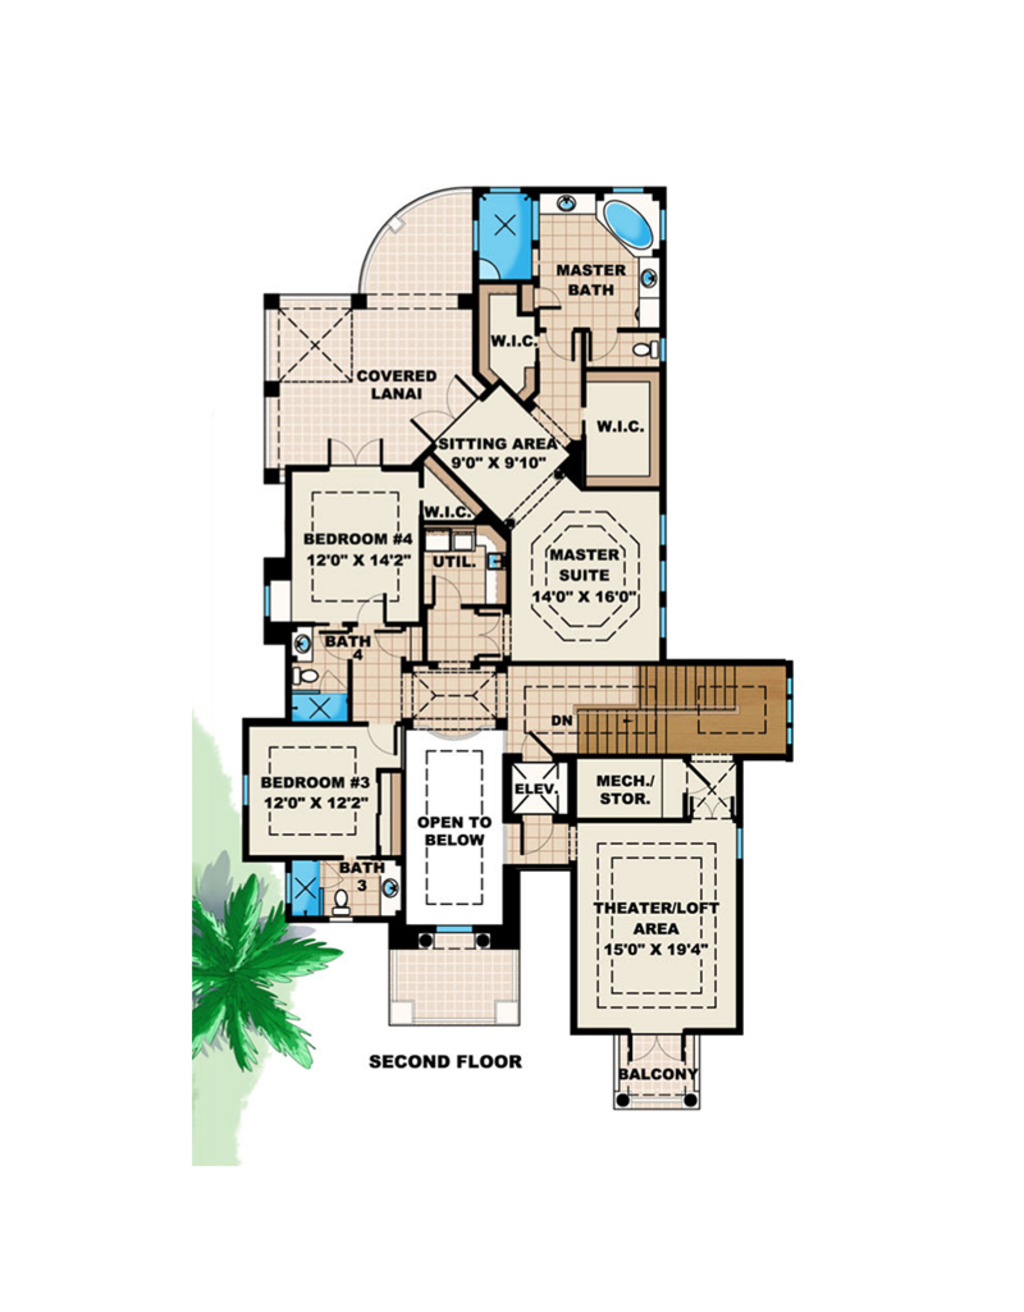 MASTER
BATH
W.I.C.
COVERED
LANAI
W.I.C.
SITTING AREA
9'0" X 9'10"
W.I.C.
BEDROOM #4
12'0" X 14'2"
UTIL.
MASTER
SUITE
14'0" X 16'0"
BATH
4
DN
BEDROOM #3
12'0" X 12'2"
ELEV.
MECH./
STOR.
OPEN TO
BELOW
BATH
3
THEATER/LOFT
AREA
15'0" X 19'4"
SECOND FLOOR
BALCONY